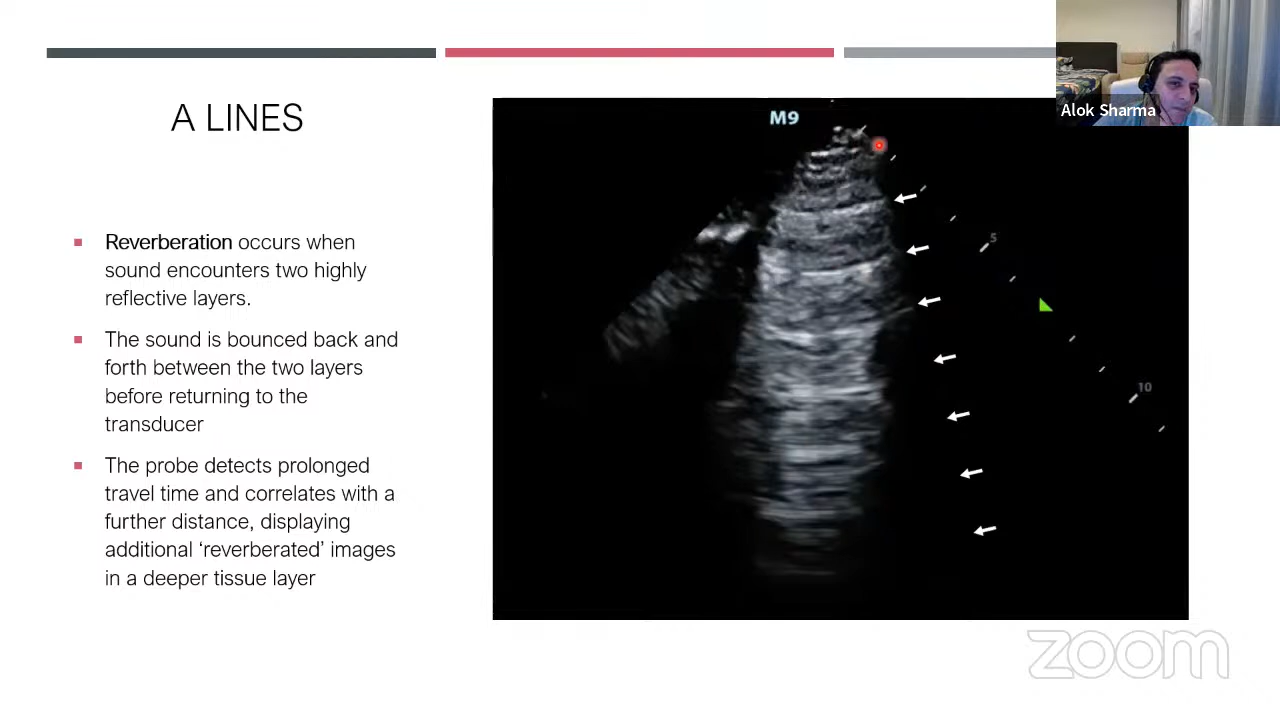 A LINES
M9
Alok Sharma
Reverberation occurs when
sound encounters two highly
reflective layers.
The sound is bounced back and
forth between the two layers
before returning to the
transducer
The probe detects prolonged
travel time and correlates with a
further distance, displaying
additional ‘reverberated’ images
in a deeper tissue layer
5
10
zoom